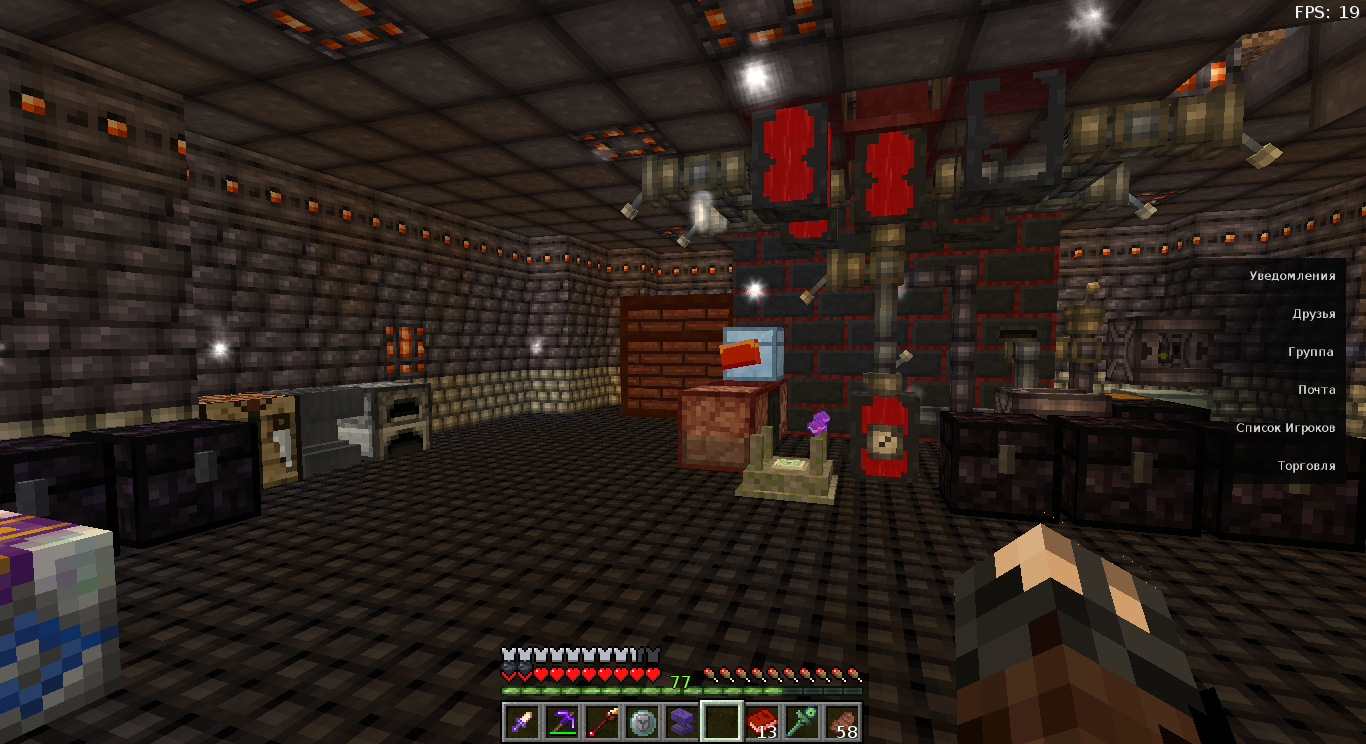 FPS: 19
Уведомления
Друзья
Группа
Почта
Список Игроков
Торговля
77
13
58